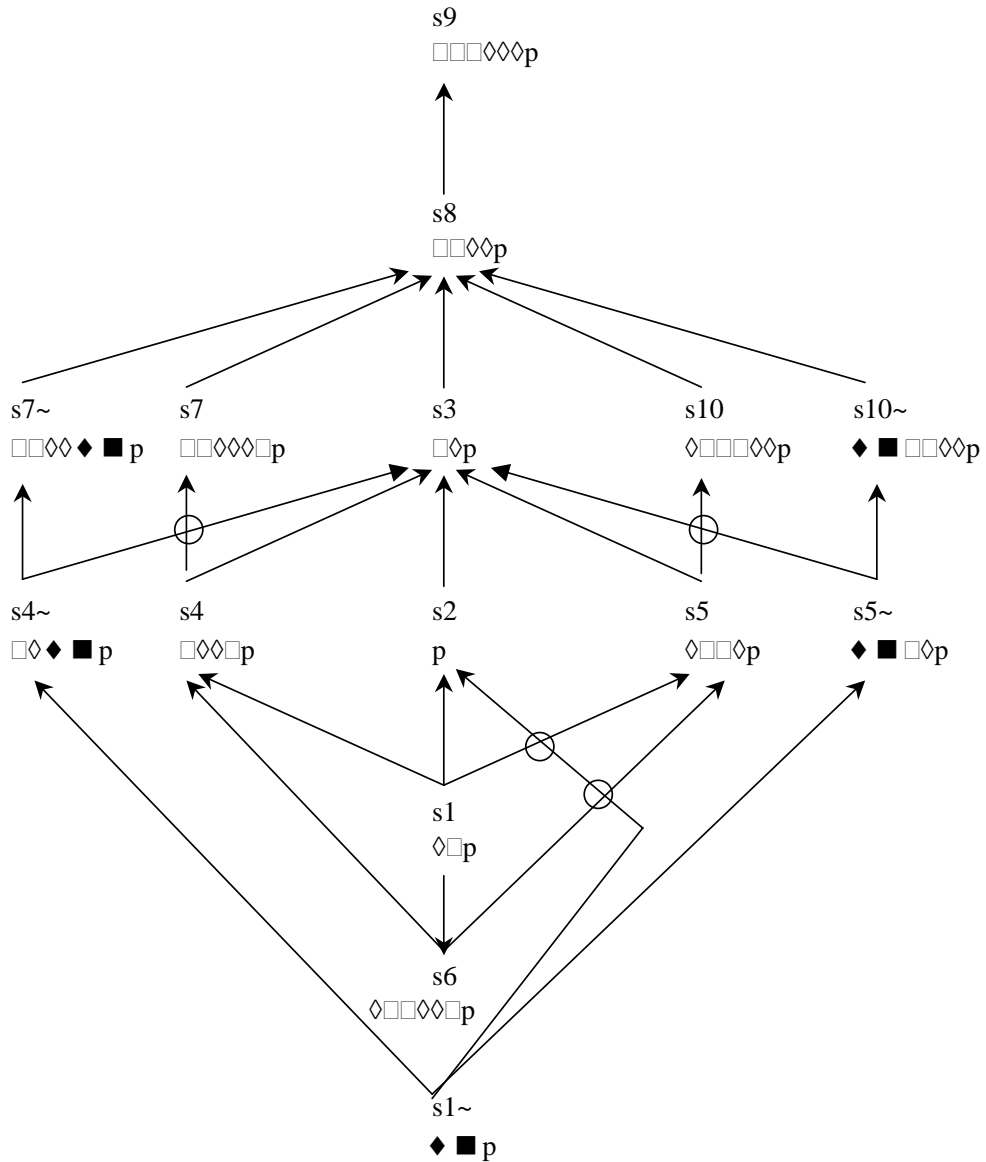 s9
□□□◊◊◊p
s8
□□◊◊p
s7~ s7 s3 s10 s10~
□□◊◊♦■p □□◊◊◊□p □◊p ◊□□□◊◊p ♦■□□◊◊p
s4~ s4 s2 s5 s5~
□◊♦■p □◊◊□p p ◊□□◊p ♦■□◊p
s1
◊□p
s6
◊□□◊◊□p
s1~
♦■p